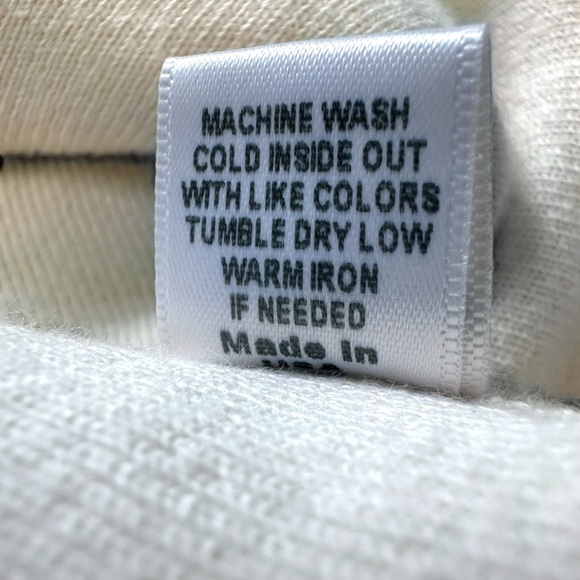 MACHINE WASH
COLD INSIDE OUT
WITH LIKE COLORS
TUMBLE DRY LOW
WARM IRON
IF NEEDED
Made In